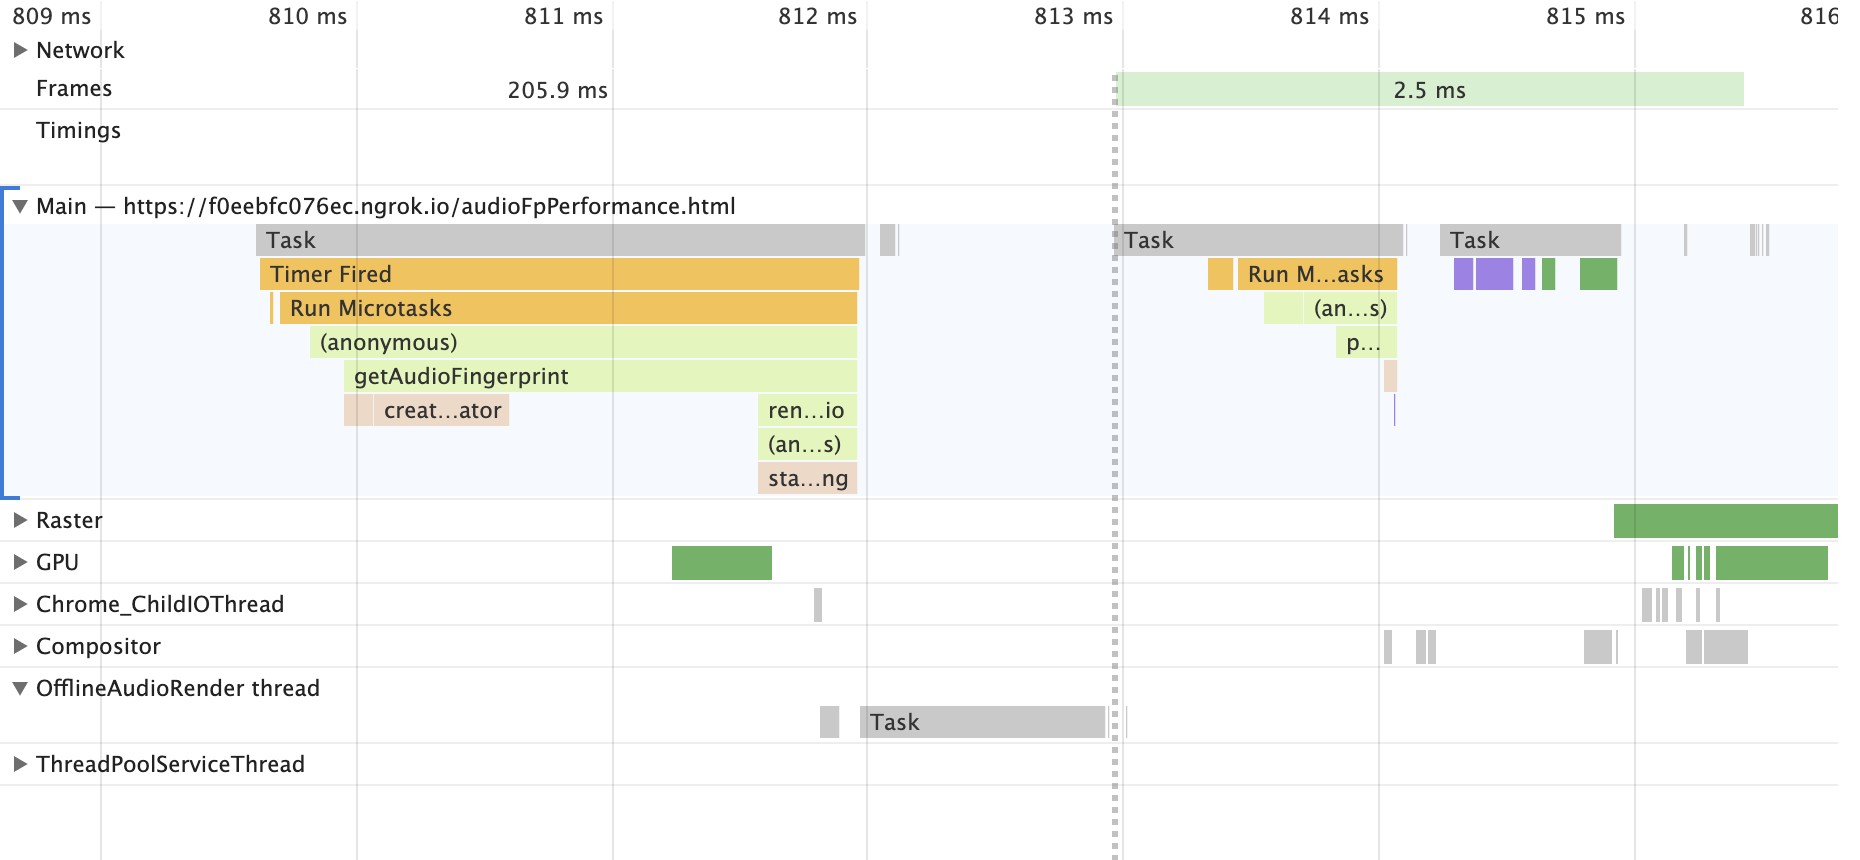 809 ms 810 ms 811 ms 812 ms 813 ms 814 ms 815 ms 816
Network
Frames 205.9 ms 2.5 ms
Timings
Main — https://f0eebfc076ec.ngrok.io/audioFpPerformance.html
Task Task Task
Timer Fired Run M...asks
Run Microtasks (an...s)
(anonymous) p...
getAudioFingerprint
creat...ator ren...io
(an...s)
sta...ng
Raster
GPU
Chrome_ChildIOThread
Compositor
OfflineAudioRender thread
Task
ThreadPoolServiceThread